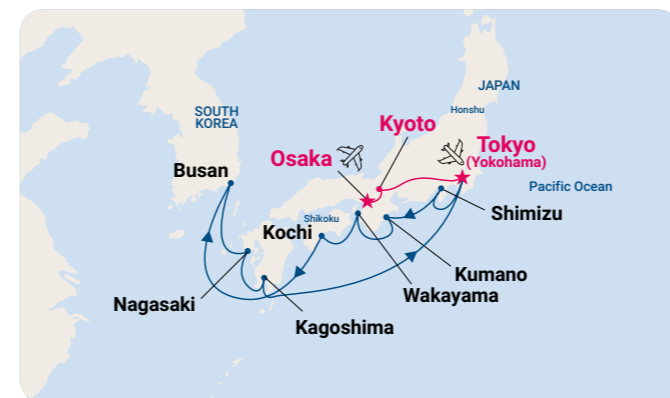 JAPAN
Honshu
SOUTH
KOREA
Kyoto
Tokyo
(Yokohama)
Osaka
Busan
Pacific Ocean
Shimizu
Shikoku
Kochi
Kumano
Wakayama
Nagasaki
Kagoshima